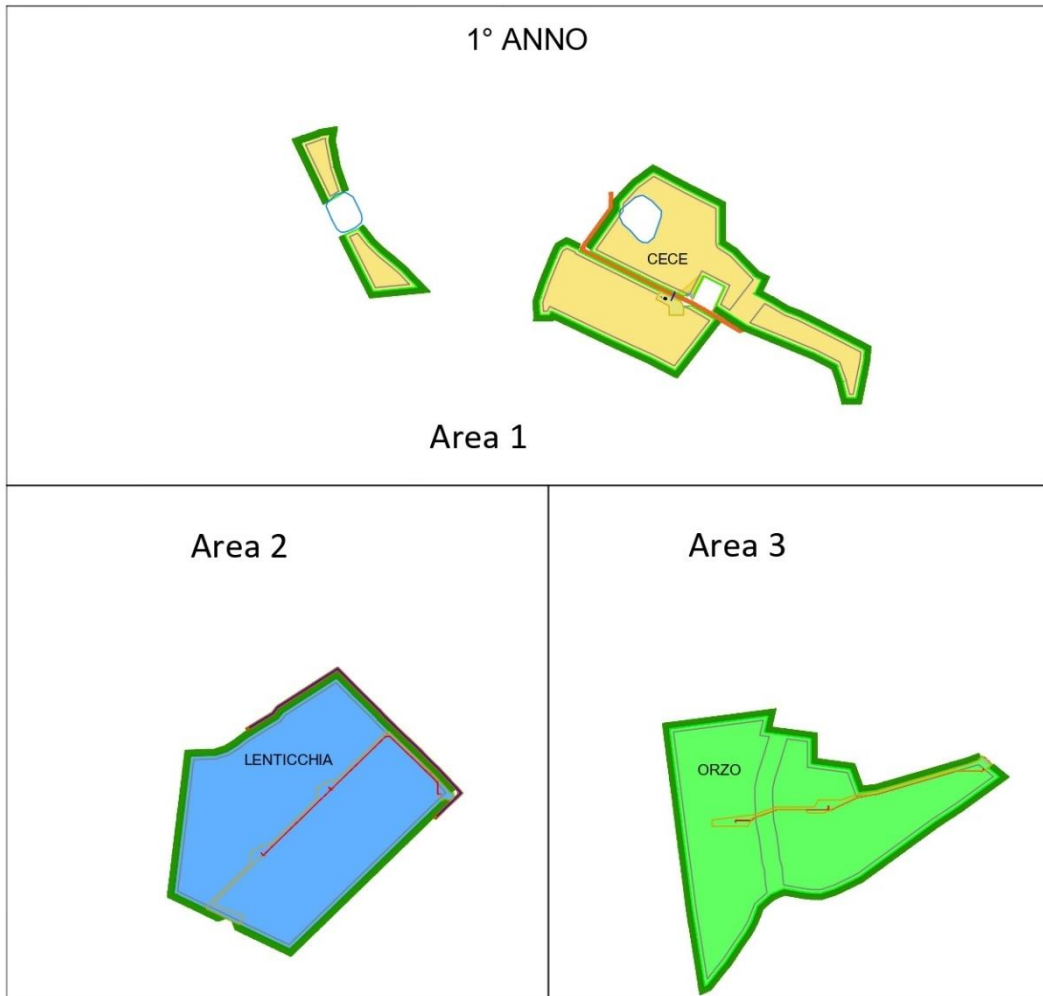 1° ANNO
CECE
Area 1
Area 2
Area 3
LENTICCHIA
ORZO